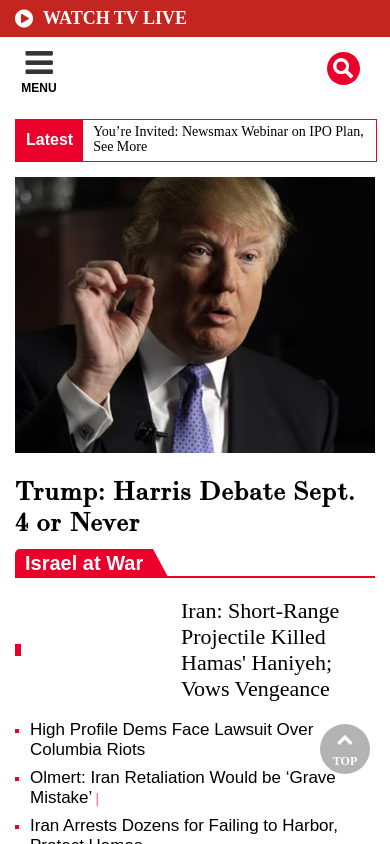 WATCH TV LIVE
MENU
Latest
You’re Invited: Newsmax Webinar on IPO Plan,
See More
Trump: Harris Debate Sept.
4 or Never
Israel at War
Iran: Short-Range
Projectile Killed
Hamas' Haniyeh;
Vows Vengeance
High Profile Dems Face Lawsuit Over
Columbia Riots
Olmert: Iran Retaliation Would be ‘Grave
Mistake’ |
TOP
Iran Arrests Dozens for Failing to Harbor,
Protect Hamas